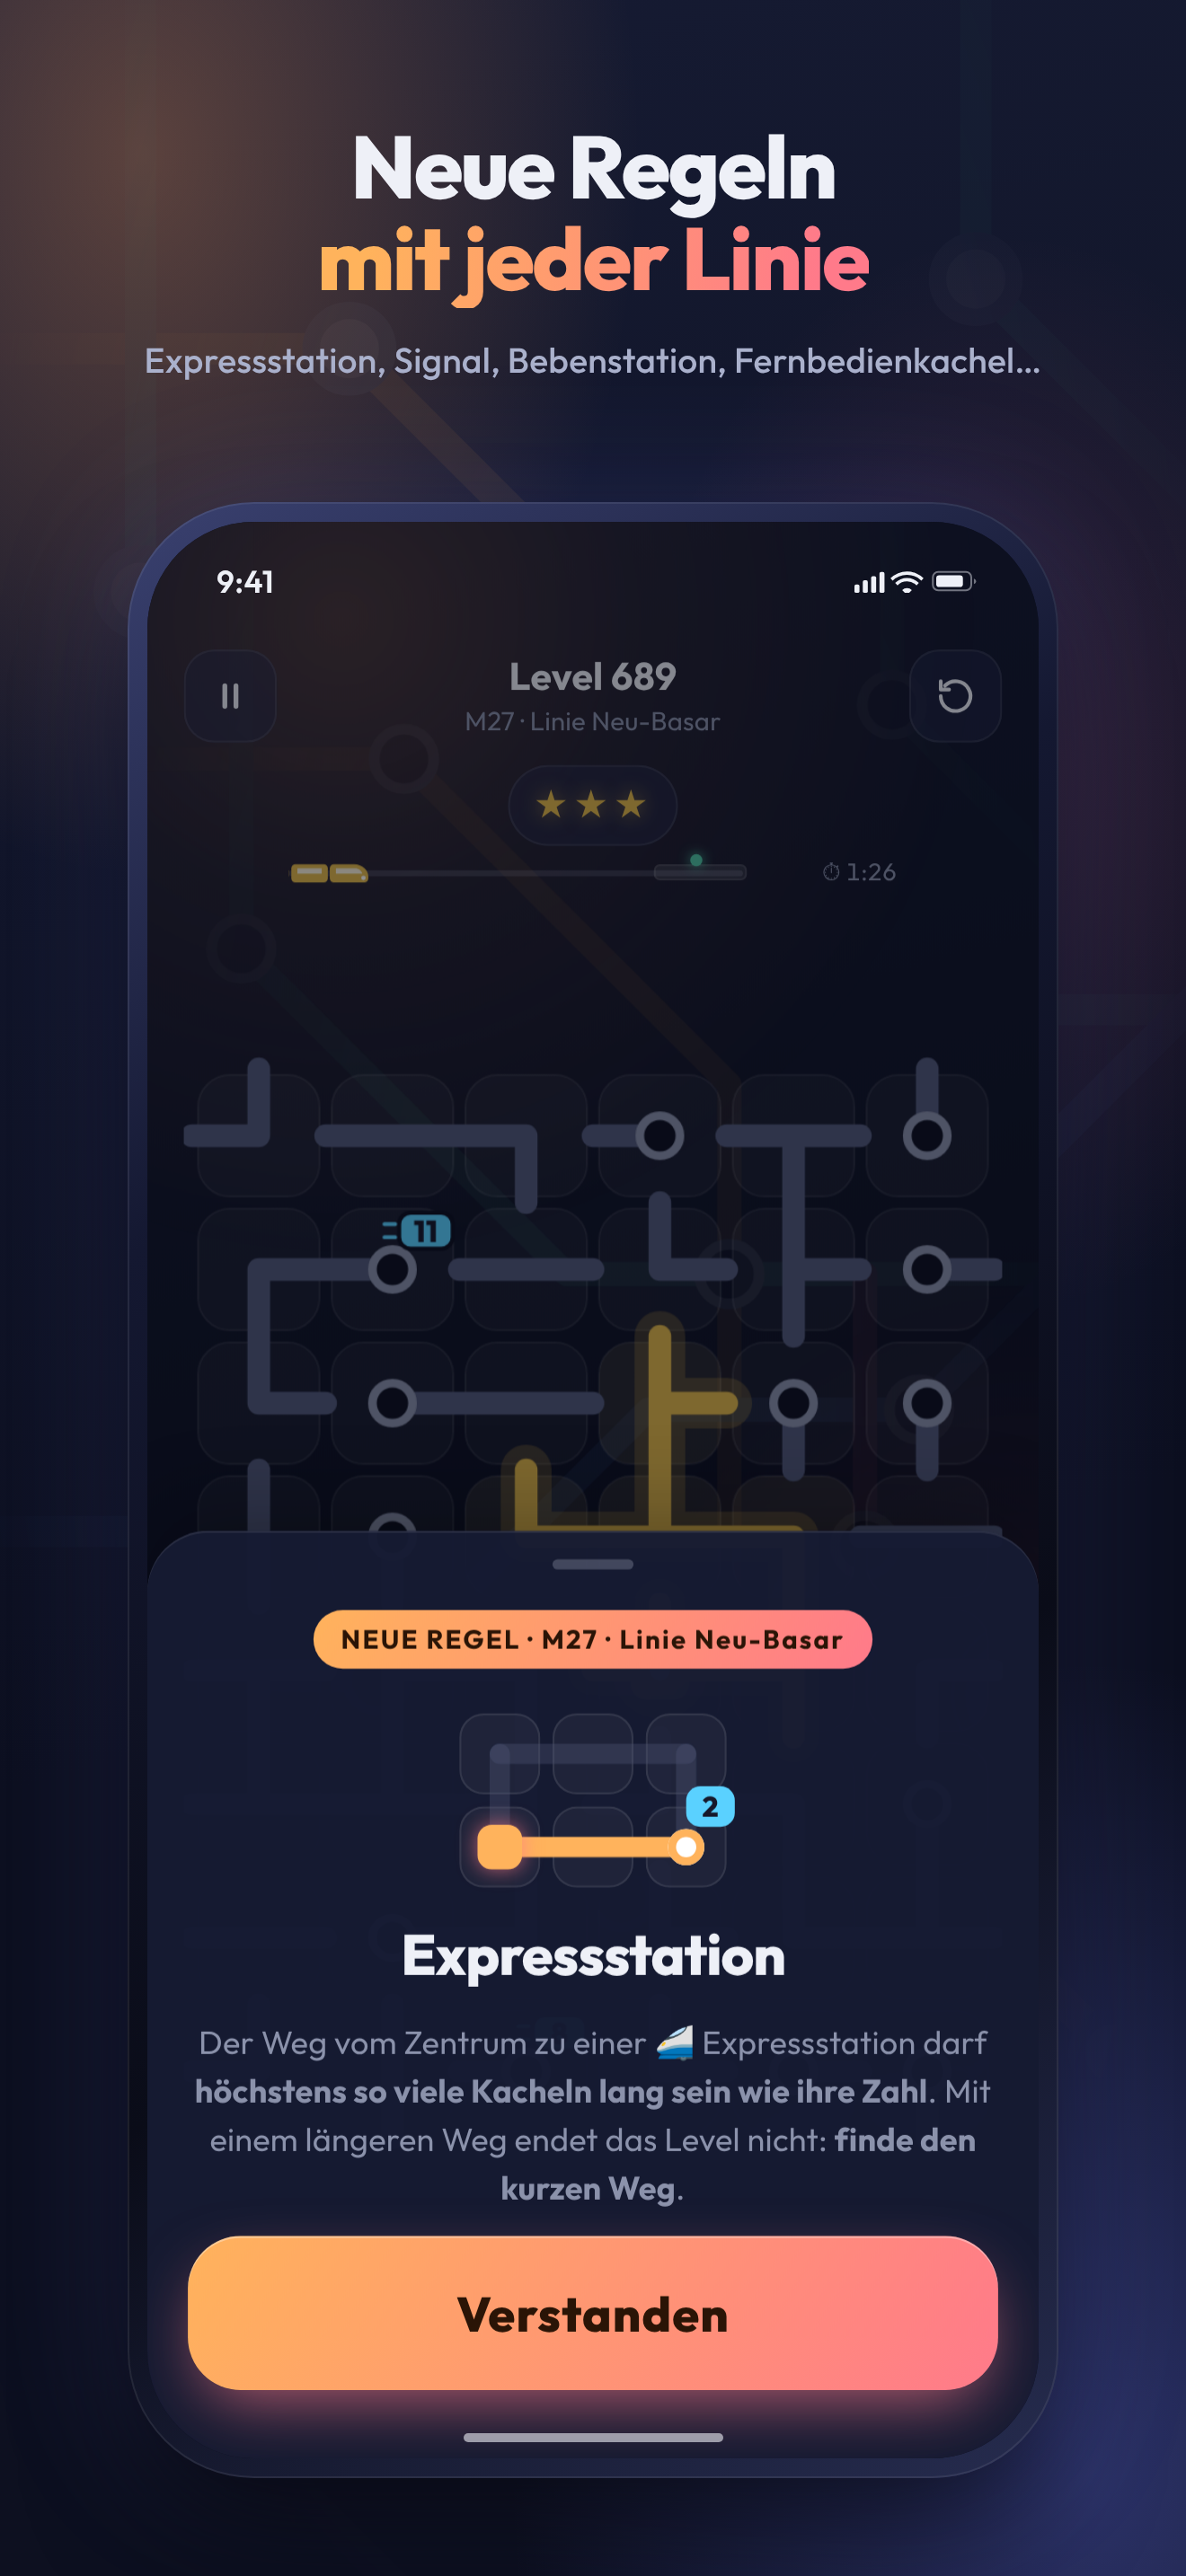 Neue Regeln
mit jeder Linie
Expressstation, Signal, Bebenstation, Fernbedienkachel...
9:41
Level 689
M27 · Linie Neu-Basar
★★★
⏱ 1:26
11
NEUE REGEL · M27 · Linie Neu-Basar
2
Expressstation
Der Weg vom Zentrum zu einer 🚄 Expressstation darf
höchstens so viele Kacheln lang sein wie ihre Zahl. Mit
einem längeren Weg endet das Level nicht: finde den
kurzen Weg.
Verstanden